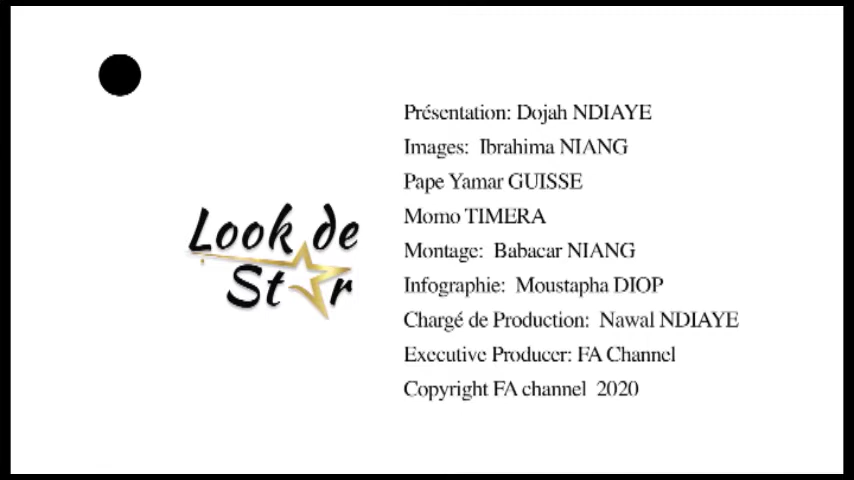 Look de
Star
Présentation: Dojah NDIAYE
Images: Ibrahima NIANG
Pape Yamar GUISSE
Momo TIMERA
Montage: Babacar NIANG
Infographie: Moustapha DIOP
Chargé de Production: Nawal NDIAYE
Executive Producer: FA Channel
Copyright FA channel 2020